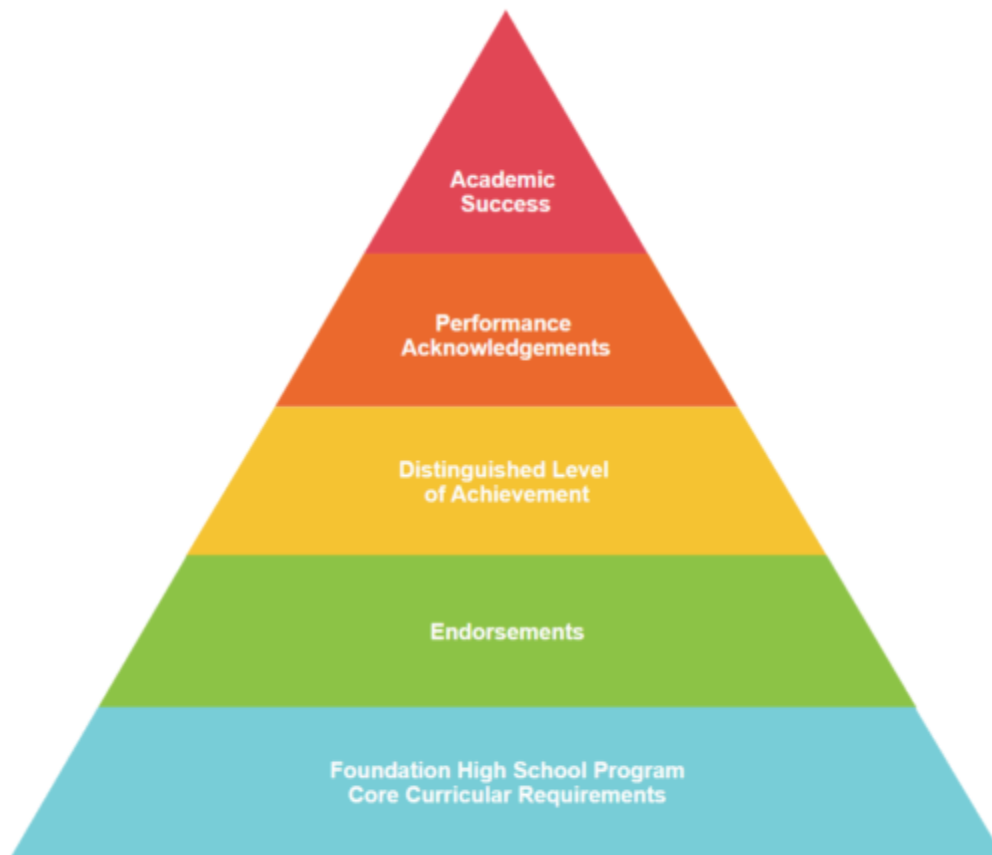 Academic
Success
Performance
Acknowledgements
Distinguished Level
of Achievement
Endorsements
Foundation High School Program
Core Curricular Requirements